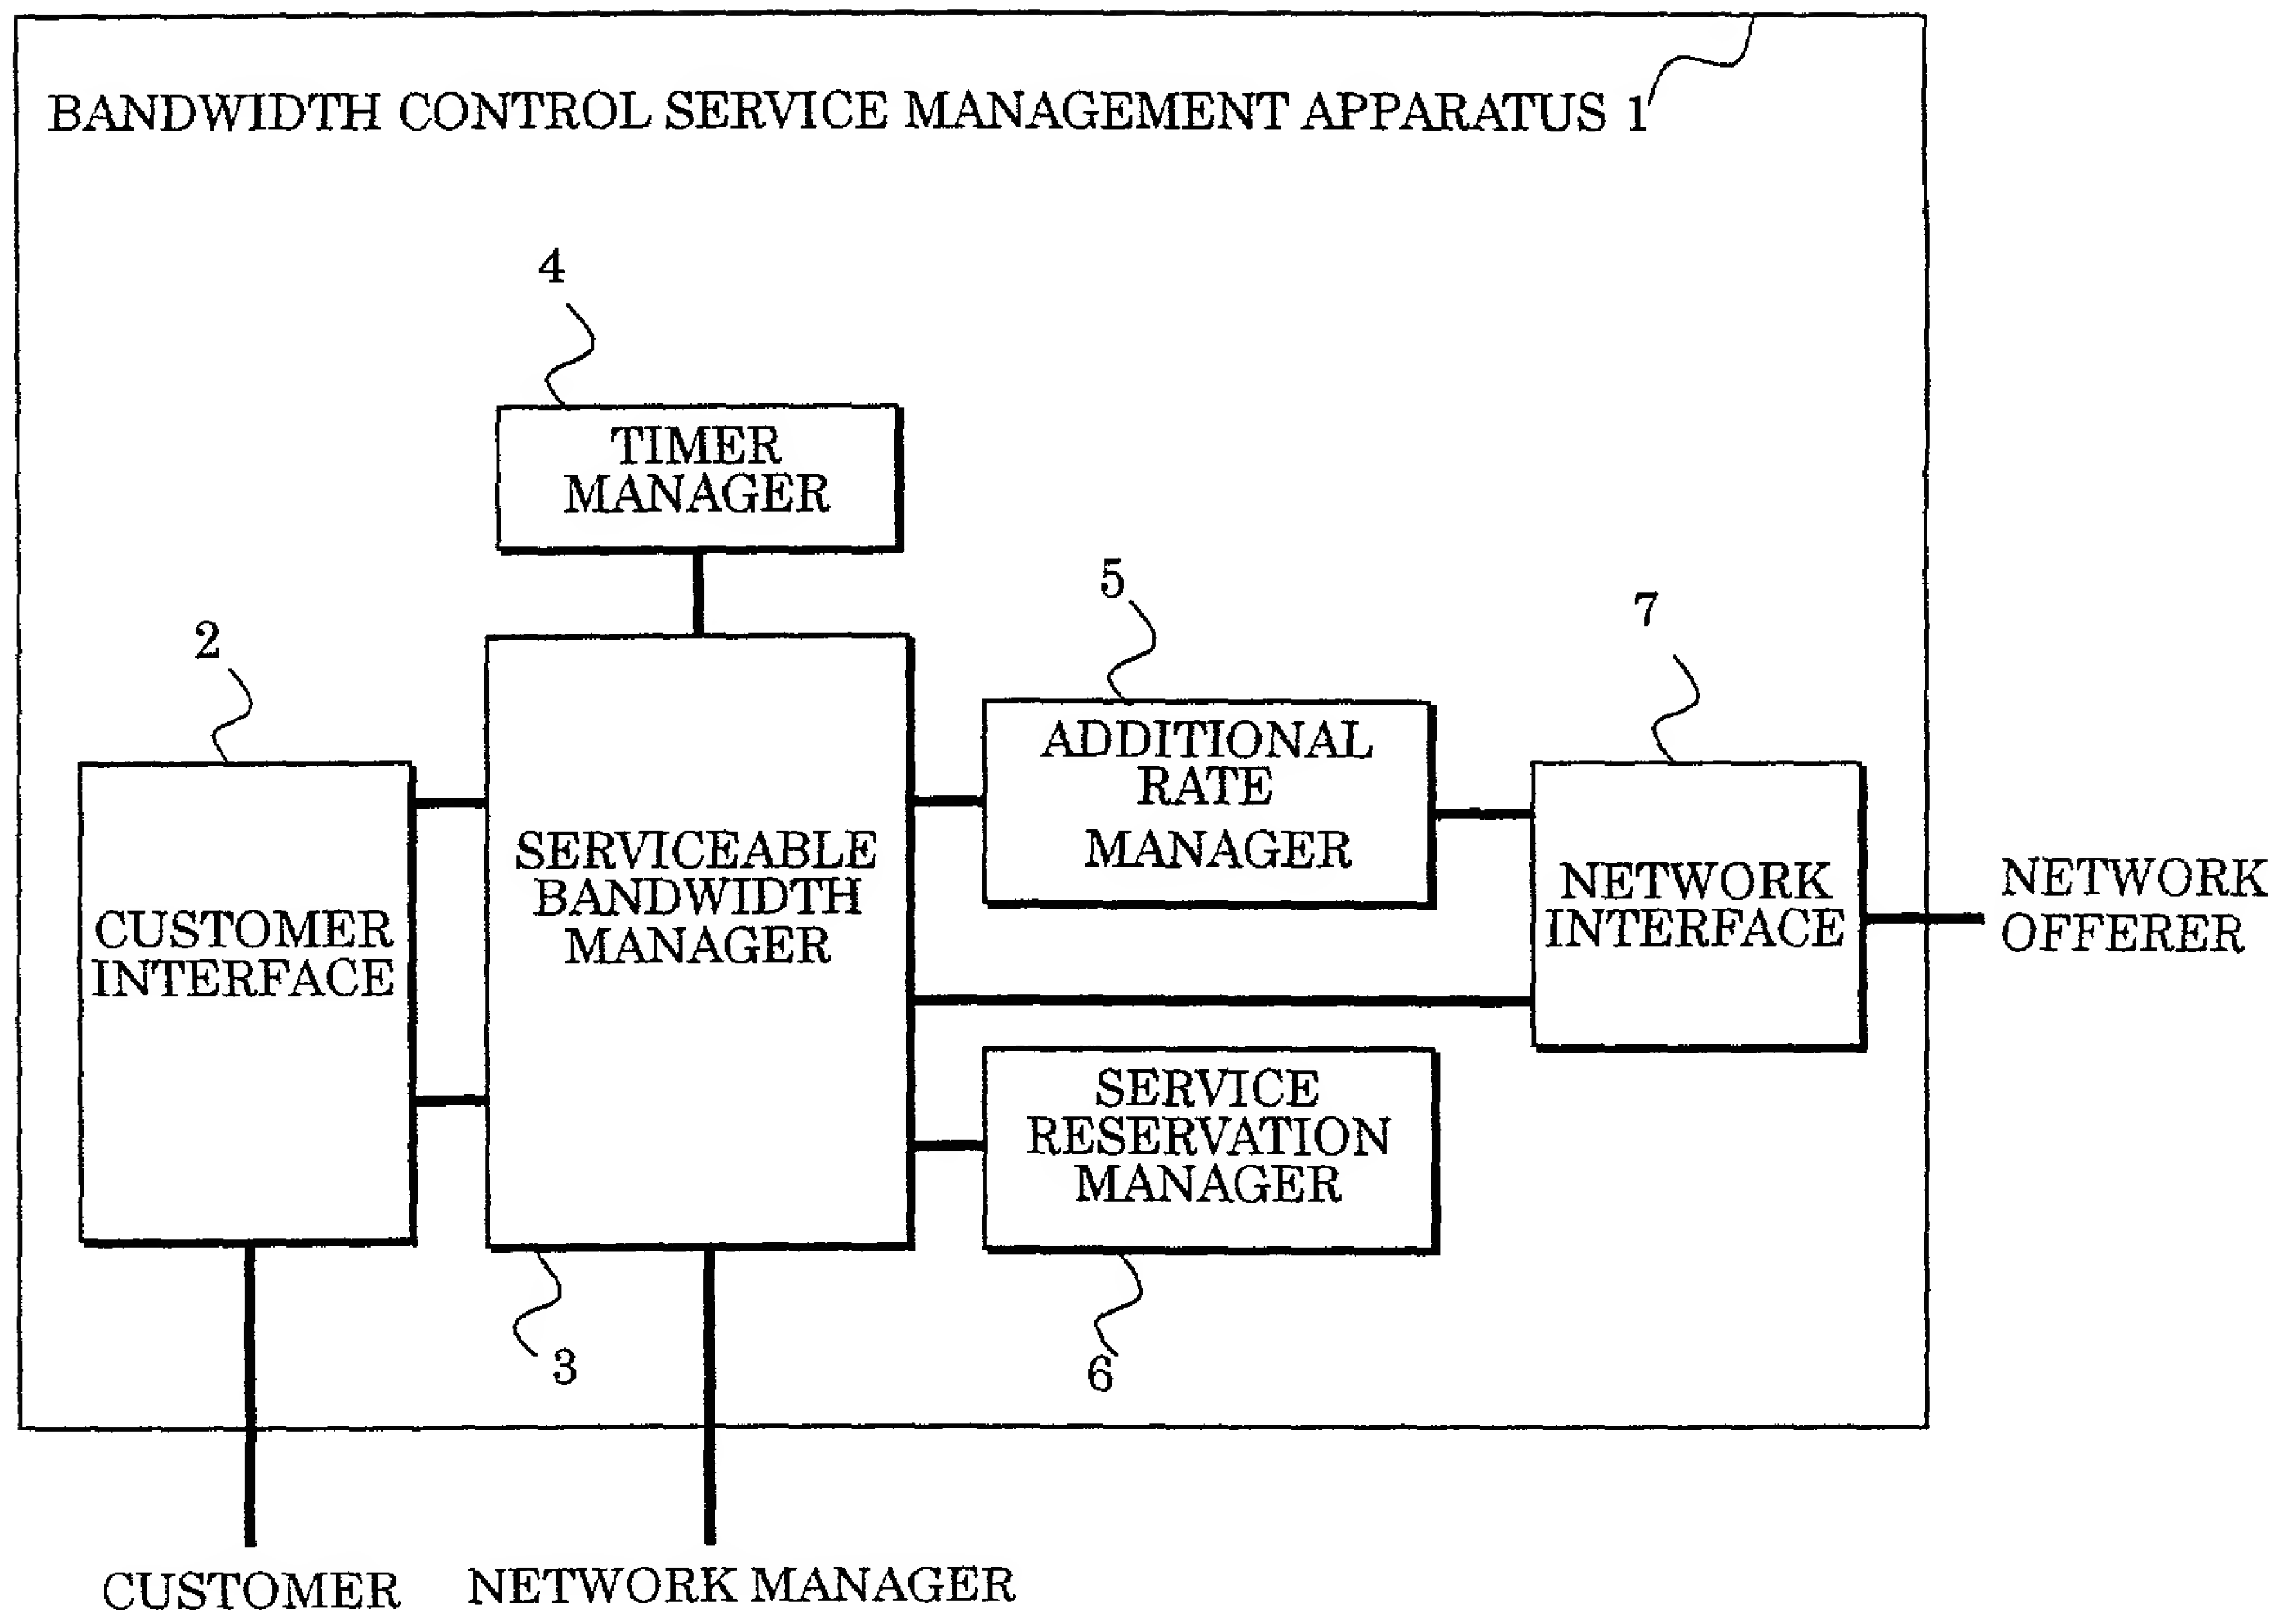 BANDWIDTH CONTROL SERVICE MANAGEMENT APPARATUS 1
4
TIMER
MANAGER
5
7
2
ADDITIONAL
RATE
MANAGER
SERVICEABLE
BANDWIDTH
MANAGER
CUSTOMER
INTERFACE
NETWORK
INTERFACE
NETWORK
OFFERER
SERVICE
RESERVATION
MANAGER
3
6
CUSTOMER
NETWORK MANAGER